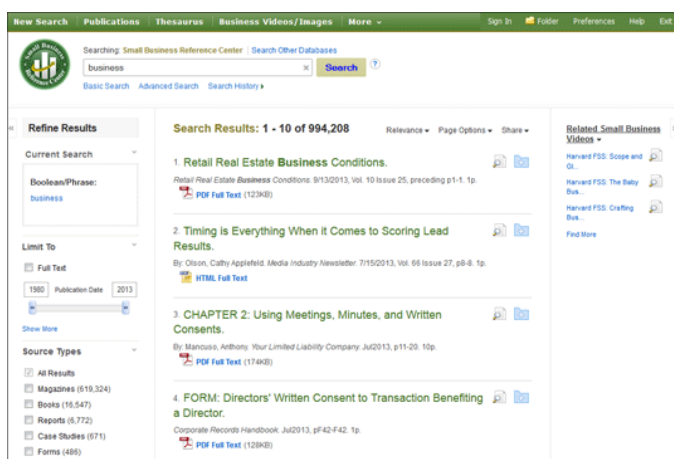 New Search Publications Thesaurus Business Videos/Images More Sign In Folder Preferences Help Exit
Small Business Reference Center
Searching: Small Business Reference Center Search Other Databases
business × Search ?
Basic Search Advanced Search Search History
Refine Results
Current Search
Boolean/Phrase:
business
Limit To
Full Text
1980 Publication Date 2013
Show More
Source Types
All Results
Magazines (619,324)
Books (16,547)
Reports (6,772)
Case Studies (671)
Forms (486)
Search Results: 1 - 10 of 994,208 Relevance Page Options Share
1. Retail Real Estate Business Conditions.
Retail Real Estate Business Conditions. 9/13/2013, Vol. 10 Issue 25, preceding p1-1. 1p.
PDF Full Text (123KB)
2. Timing is Everything When it Comes to Scoring Lead
Results.
By: Olson, Cathy Applefeld. Media Industry Newsletter. 7/15/2013, Vol. 66 Issue 27, p8-8. 1p.
HTML Full Text
3. CHAPTER 2: Using Meetings, Minutes, and Written
Consents.
By: Mancuso, Anthony. Your Limited Liability Company. Jul2013, p11-20. 10p.
PDF Full Text (174KB)
4. FORM: Directors' Written Consent to Transaction Benefiting
a Director.
Corporate Records Handbook. Jul2013, pF42-F42. 1p.
PDF Full Text (128KB)
Related Small Business
Videos
Harvard FSS: Scope and
Gl...
Harvard FSS: The Baby
Bus...
Harvard FSS: Crafting
Bus...
Find More